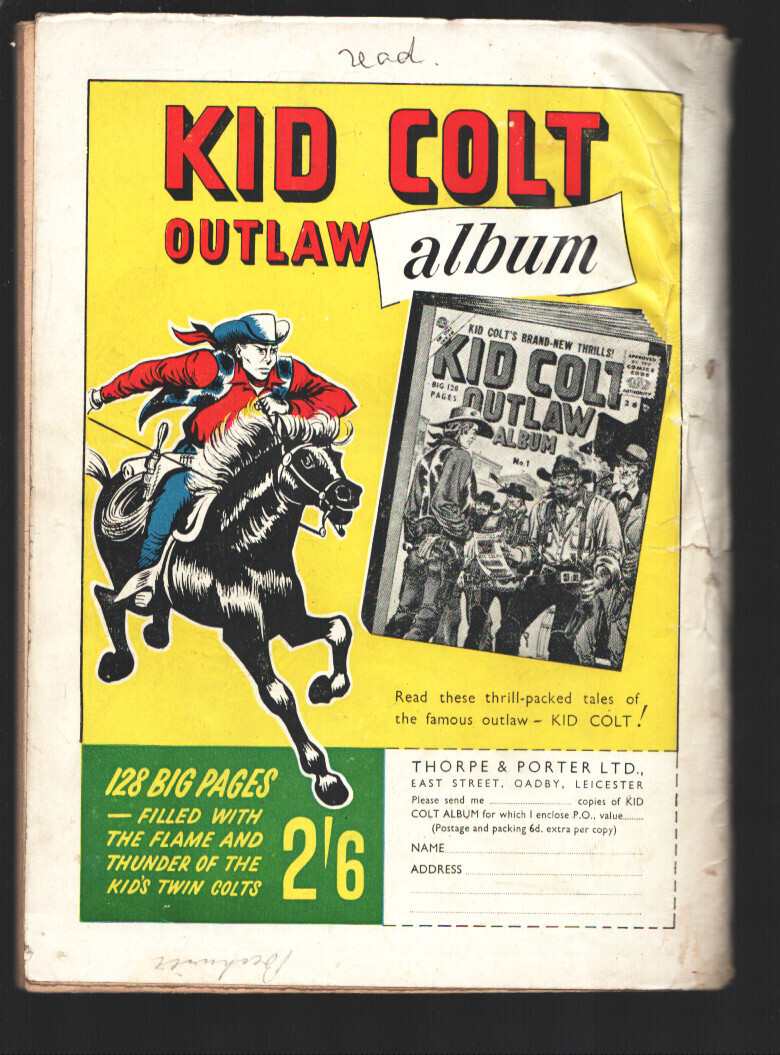 read.
KID COLT
OUTLAW album
KID COLT'S BRAND-NEW THRILLS!
APPROVED
BY THE
COMICS
CODE
AUTHORITY
KID COLT
BIG 128
PAGES
2/6
OUTLAW
ALBUM
No. 1
Read these thrill-packed tales of
the famous outlaw – KID COLT!
128 BIG PAGES
— FILLED WITH
THE FLAME AND
THUNDER OF THE
KID'S TWIN COLTS
2'6
THORPE & PORTER LTD.,
EAST STREET, OADBY, LEICESTER
Please send me .................... copies of KID
COLT ALBUM for which I enclose P.O., value........
(Postage and packing 6d. extra per copy)
NAME
ADDRESS